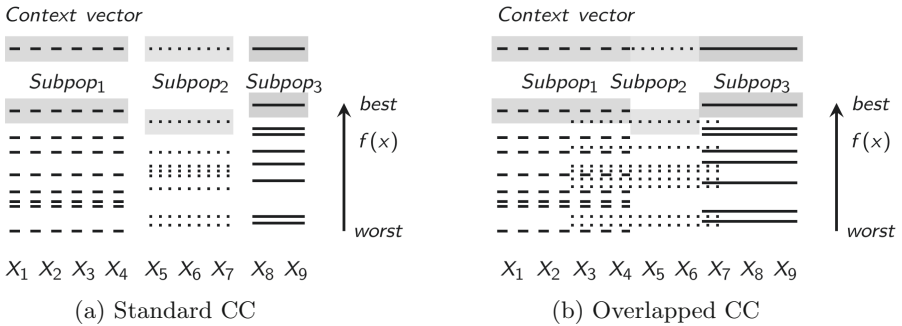 Context vector
Subpop1 Subpop2 Subpop3
best
f(x)
worst
X1 X2 X3 X4 X5 X6 X7 X8 X9
(a) Standard CC
Context vector
Subpop1 Subpop2 Subpop3
best
f(x)
worst
X1 X2 X3 X4 X5 X6 X7 X8 X9
(b) Overlapped CC